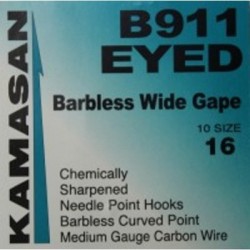 KAMASAN
B911
EYED
Barbless Wide Gape
10 SIZE
16
Chemically
Sharpened
Needle Point Hooks
Barbless Curved Point
Medium Gauge Carbon Wire